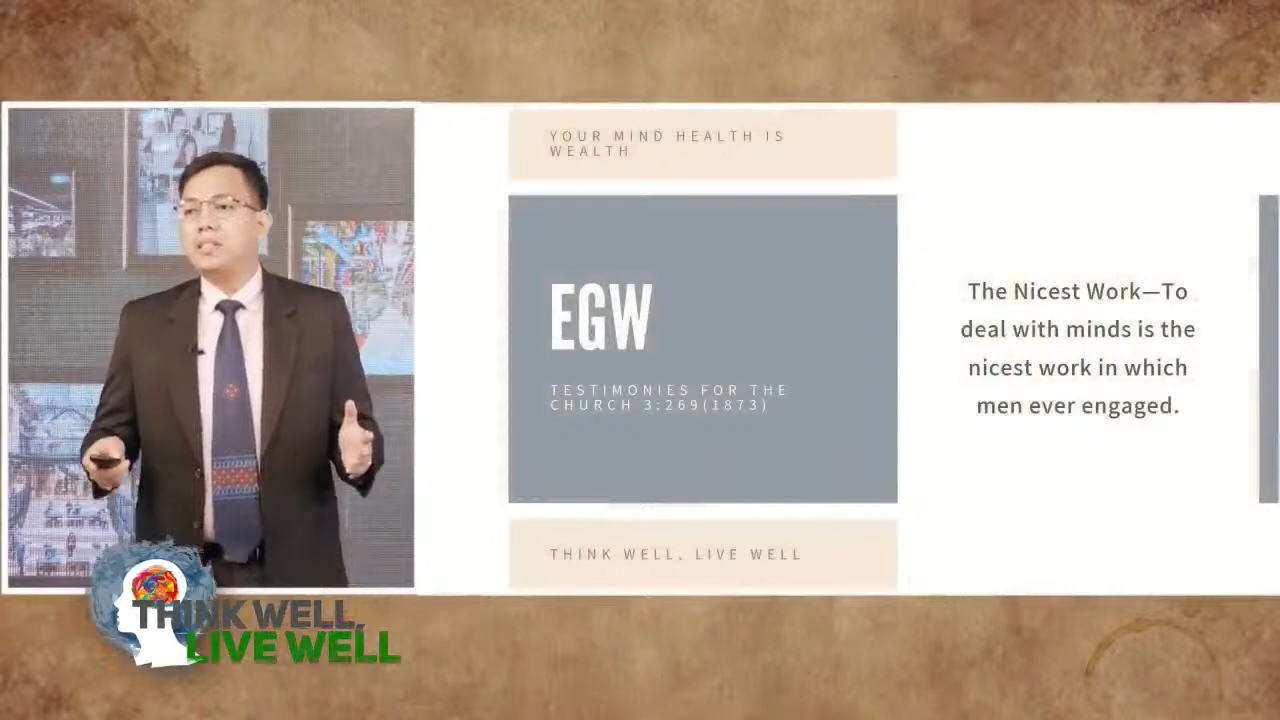 YOUR MIND HEALTH IS
WEALTH
EGW
TESTIMONIES FOR THE
CHURCH 3:269(1873)
THINK WELL, LIVE WELL
The Nicest Work—To
deal with minds is the
nicest work in which
men ever engaged.
THINK WELL,
LIVE WELL